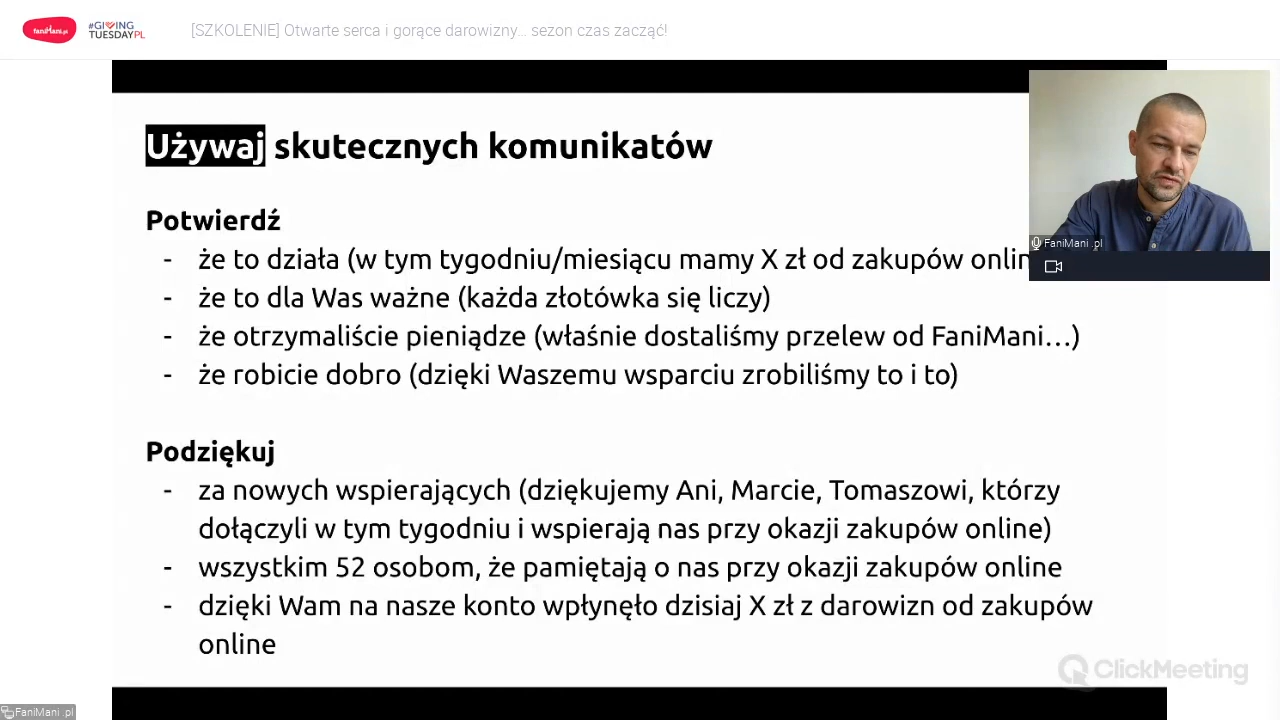 faniMani.pl
#GIVING
TUESDAYPL
[SZKOLENIE] Otwarte serca i gorące darowizny... sezon czas zacząć!
Używaj skutecznych komunikatów
Potwierdź
- że to działa (w tym tygodniu/miesiącu mamy X zł od zakupów onlin
- że to dla Was ważne (każda złotówka się liczy)
- że otrzymaliście pieniądze (właśnie dostaliśmy przelew od FaniMani…)
- że robicie dobro (dzięki Waszemu wsparciu zrobiliśmy to i to)
Podziękuj
- za nowych wspierających (dziękujemy Ani, Marcie, Tomaszowi, którzy
dołączyli w tym tygodniu i wspierają nas przy okazji zakupów online)
- wszystkim 52 osobom, że pamiętają o nas przy okazji zakupów online
- dzięki Wam na nasze konto wpłynęło dzisiaj X zł z darowizn od zakupów
online
FaniMani .pl
ClickMeeting
FaniMani .pl